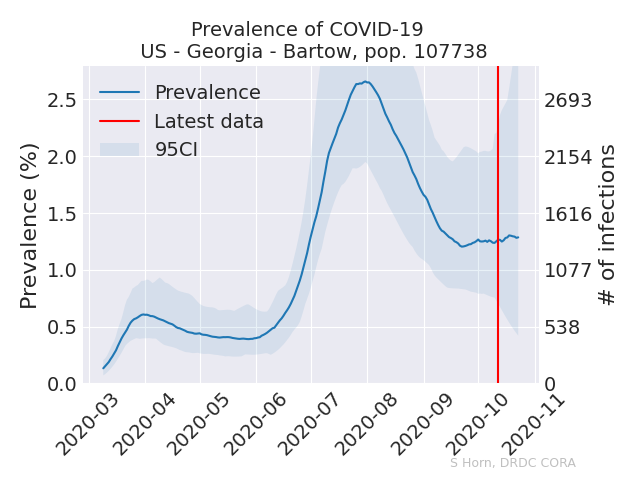 Prevalence of COVID-19
US - Georgia - Bartow, pop. 107738
Prevalence
Latest data
95CI
Prevalence (%)
2.5
2.0
1.5
1.0
0.5
0.0
2693
2154
1616
1077
538
0
# of infections
2020-03
2020-04
2020-05
2020-06
2020-07
2020-08
2020-09
2020-10
2020-11
S Horn, DRDC CORA